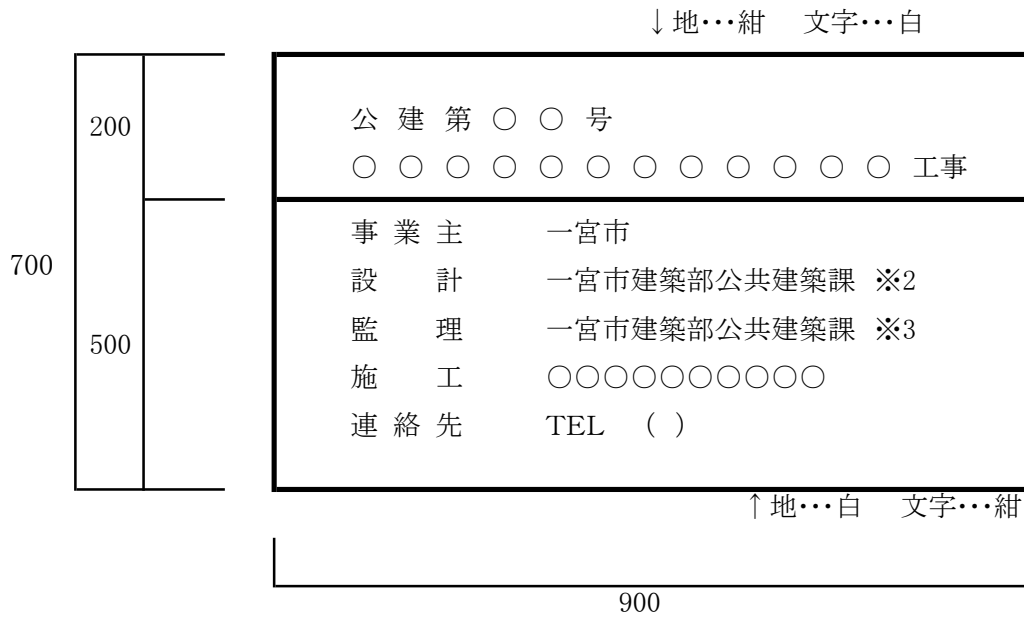 ↓地・・・紺 文字・・・白
200
公 建 第 ○ ○ 号
○ ○ ○ ○ ○ ○ ○ ○ ○ ○ ○ ○ 工事
700
500
事 業 主 一宮市
設 計 一宮市建築部公共建築課 ※2
監 理 一宮市建築部公共建築課 ※3
施 工 ○○○○○○○○○○
連 絡 先 TEL ( )
↑地・・・白 文字・・・紺
900